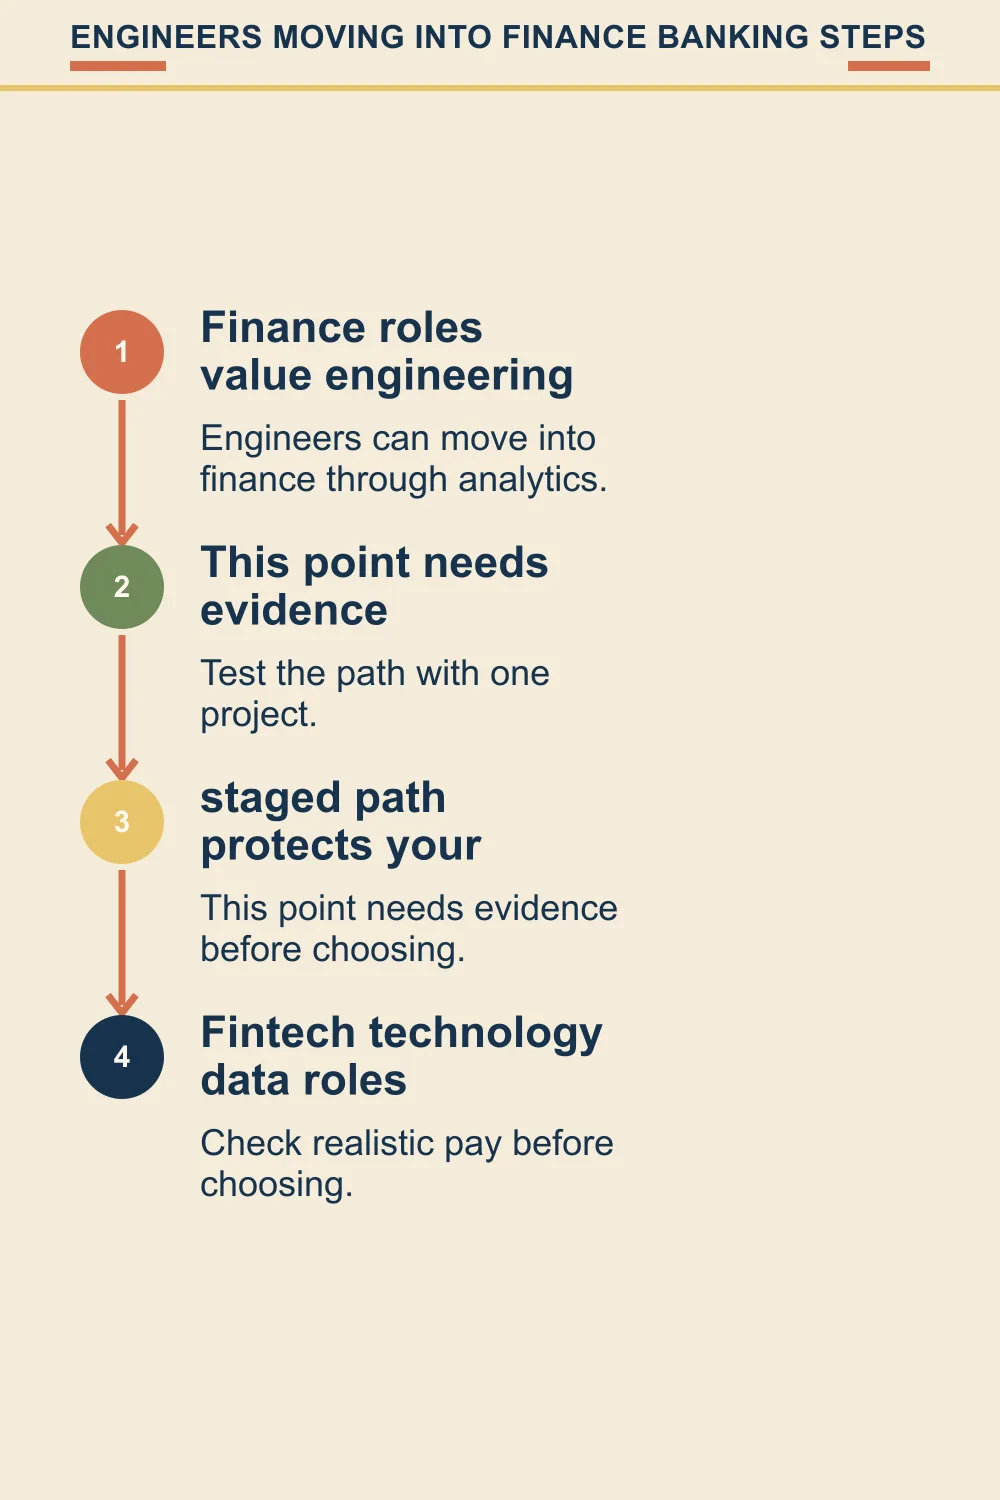 ENGINEERS MOVING INTO FINANCE BANKING STEPS
1
Finance roles
value engineering
Engineers can move into
finance through analytics.
2
This point needs
evidence
Test the path with one
project.
3
staged path
protects your
This point needs evidence
before choosing.
4
Fintech technology
data roles
Check realistic pay before
choosing.